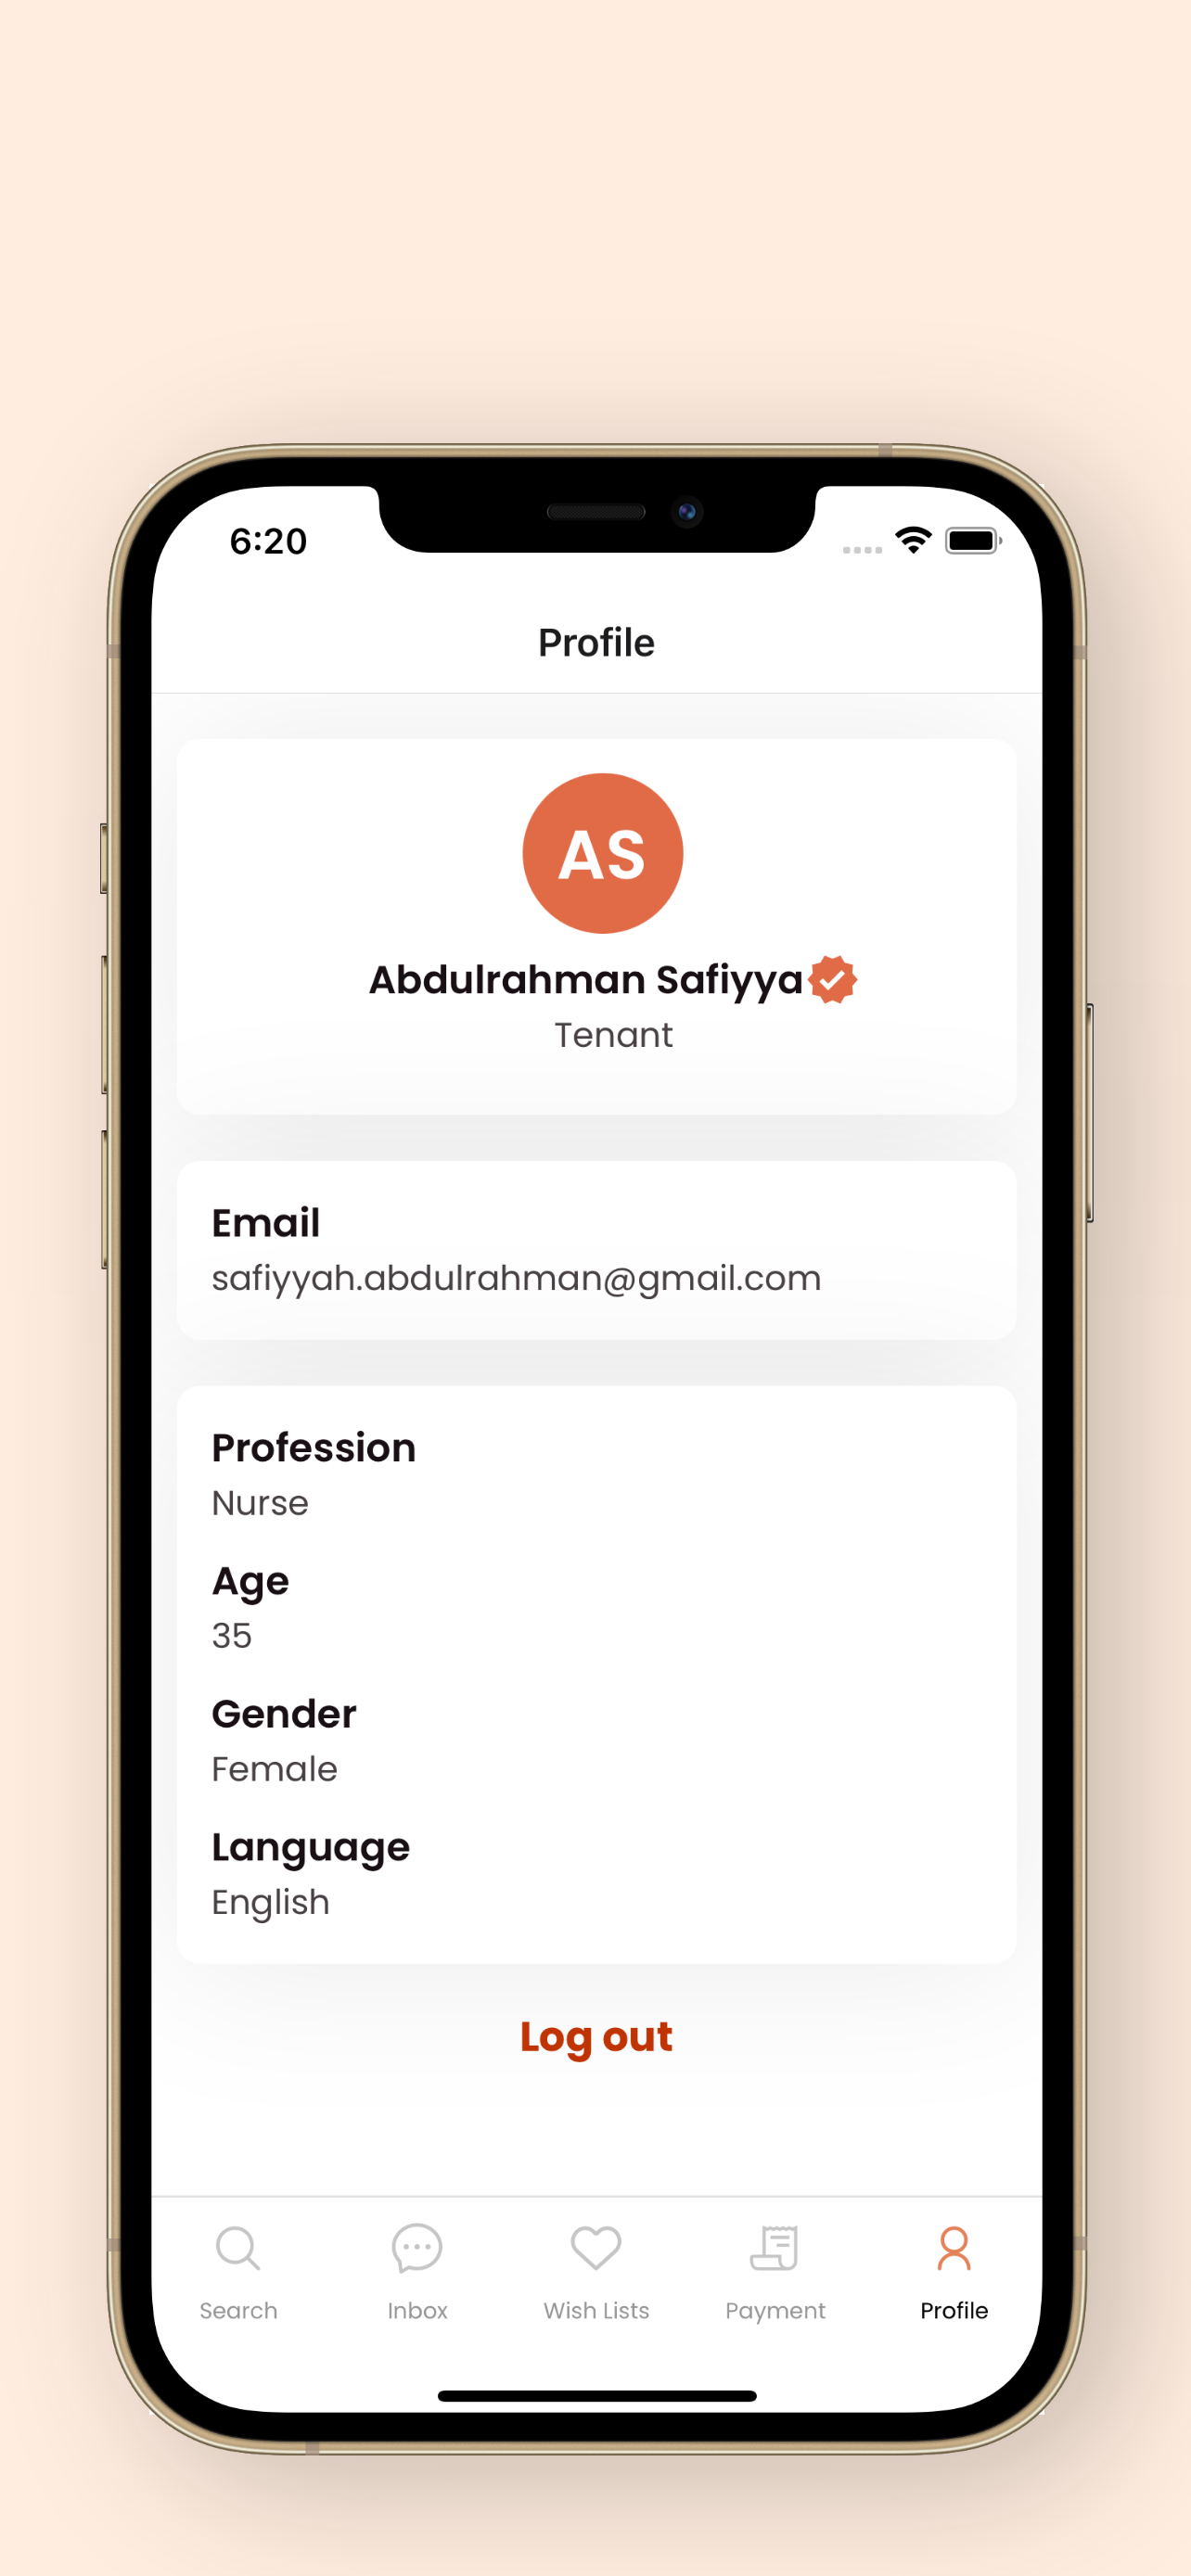 6:20
Profile
AS
Abdulrahman Safiyya
Tenant
Email
safiyyah.abdulrahman@gmail.com
Profession
Nurse
Age
35
Gender
Female
Language
English
Log out
Search Inbox Wish Lists Payment Profile